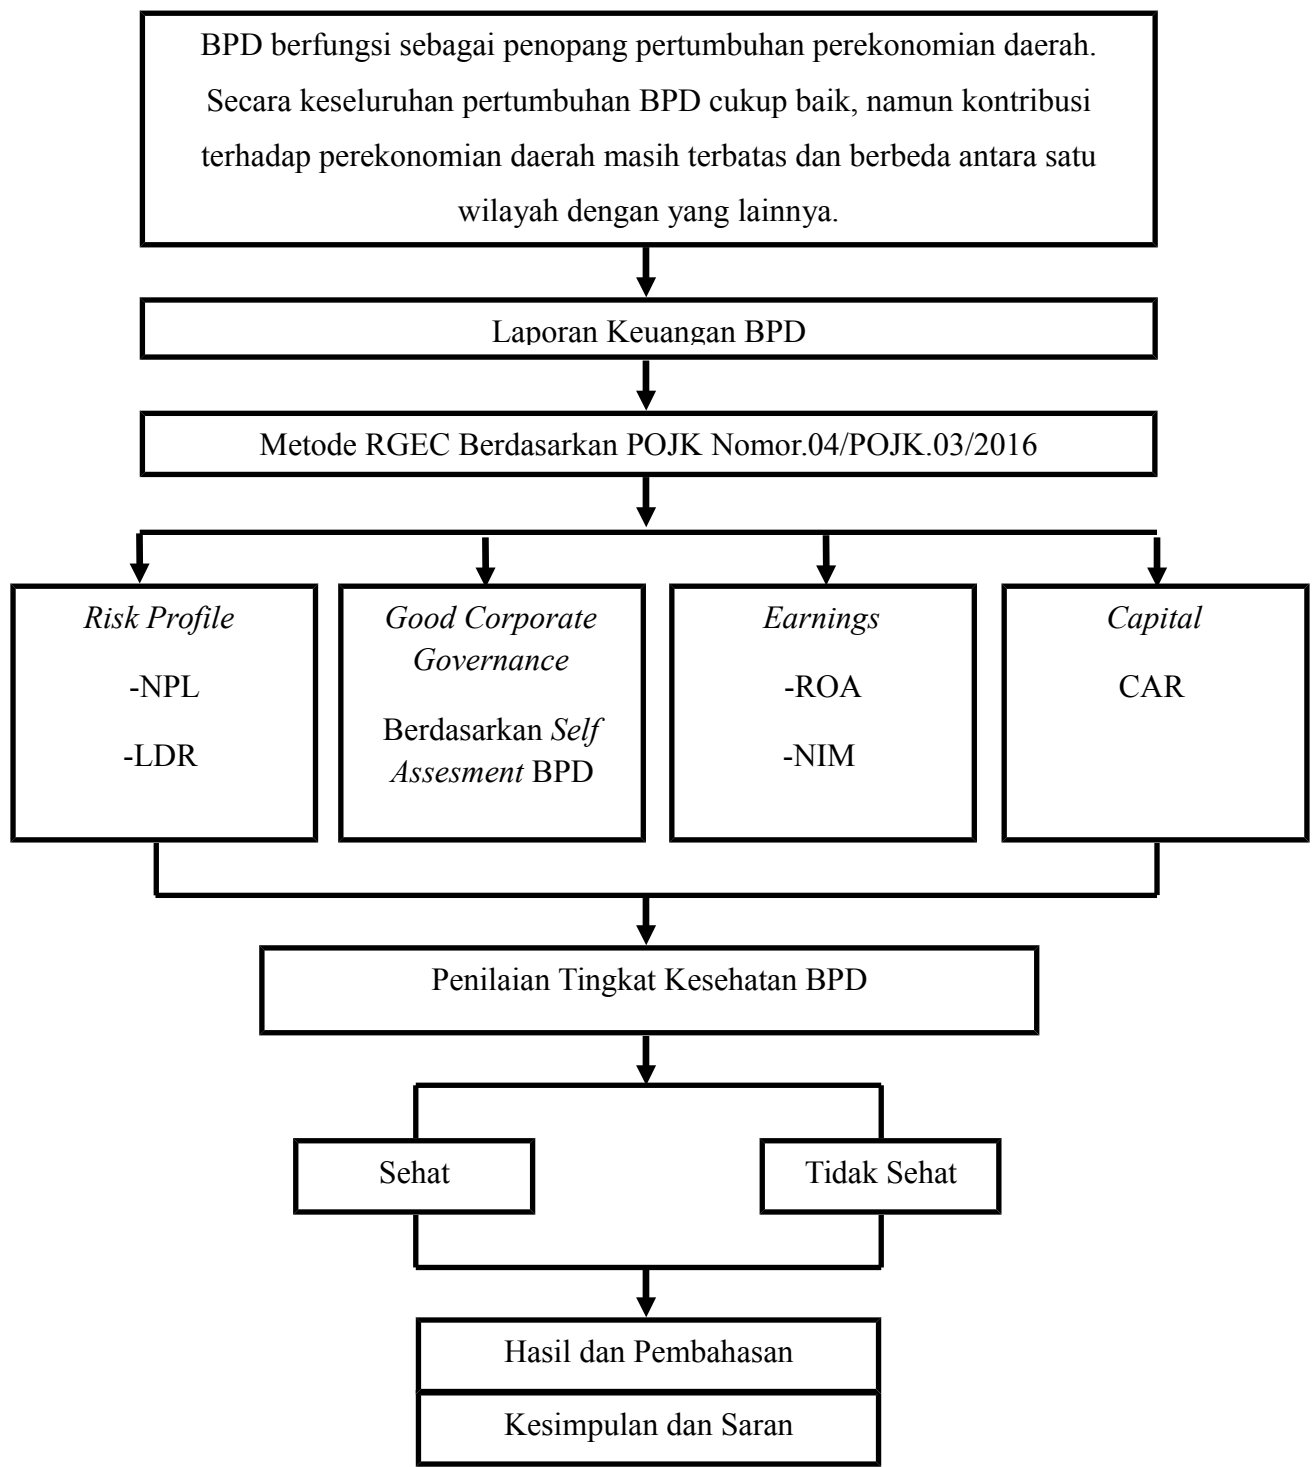 BPD berfungsi sebagai penopang pertumbuhan perekonomian daerah.
Secara keseluruhan pertumbuhan BPD cukup baik, namun kontribusi
terhadap perekonomian daerah masih terbatas dan berbeda antara satu
wilayah dengan yang lainnya.
Laporan Keuangan BPD
Metode RGEC Berdasarkan POJK Nomor.04/POJK.03/2016
Risk Profile
-NPL
-LDR
Good Corporate
Governance
Berdasarkan Self
Assesment BPD
Earnings
-ROA
-NIM
Capital
CAR
Penilaian Tingkat Kesehatan BPD
Sehat
Tidak Sehat
Hasil dan Pembahasan
Kesimpulan dan Saran